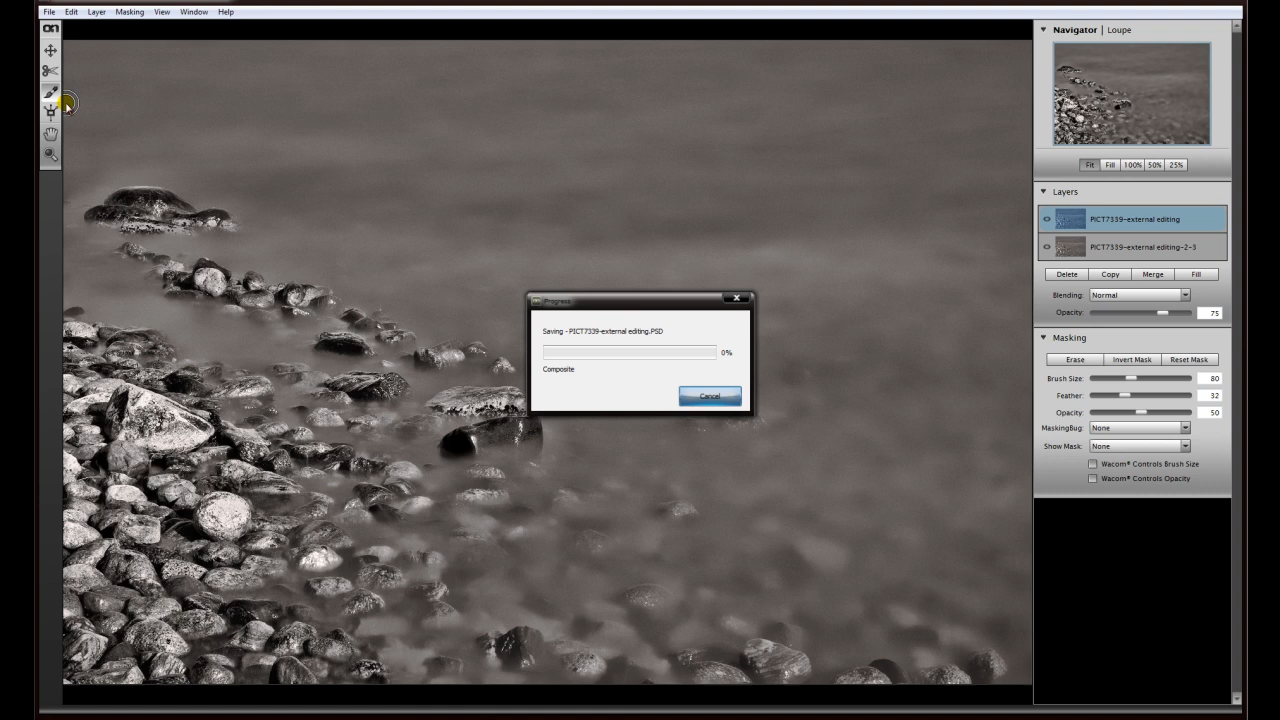 File Edit Layer Masking View Window Help
on
Navigator | Loupe
Fit Fill 100% 50% 25%
Layers
PICT7339-external editing
PICT7339-external editing-2-3
Delete Copy Merge Fill
Blending: Normal
Opacity: 75
Masking
Erase Invert Mask Reset Mask
Brush Size: 80
Feather: 32
Opacity: 50
MaskingBug: None
Show Mask: None
Wacom® Controls Brush Size
Wacom® Controls Opacity
Progress
Saving - PICT7339-external editing.PSD
0%
Composite
Cancel